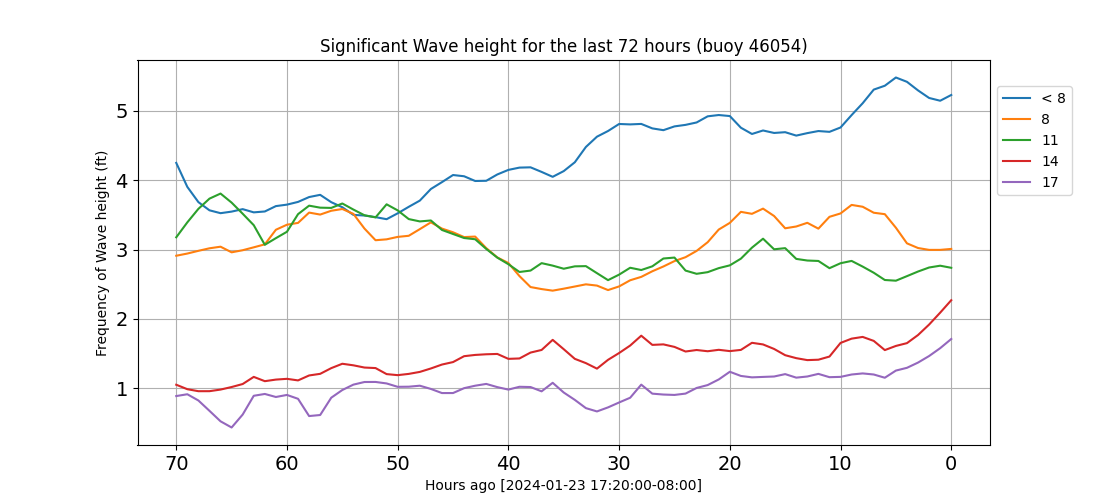 Significant Wave height for the last 72 hours (buoy 46054)
Frequency of Wave height (ft)
5
4
3
2
1
70 60 50 40 30 20 10 0
Hours ago [2024-01-23 17:20:00-08:00]
< 8
8
11
14
17